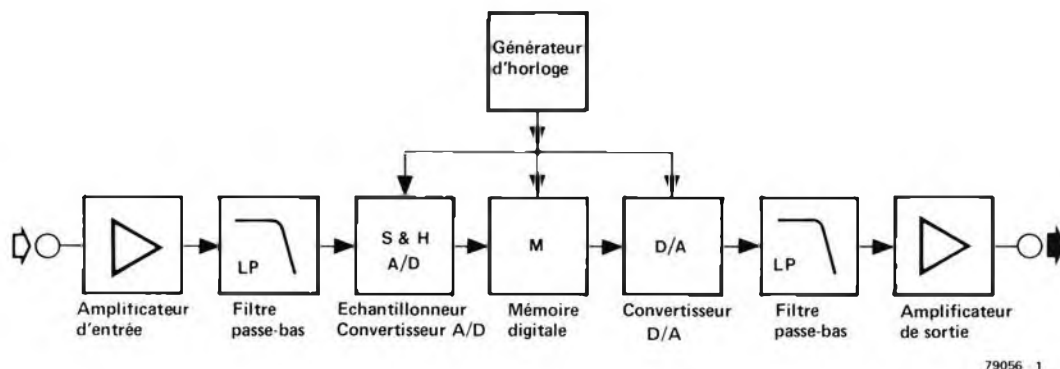 Générateur
d'horloge
LP
S & H
A/D
M
D/A
LP
Amplificateur
d'entrée
Filtre
passe-bas
Echantillonneur
Convertisseur A/D
Mémoire
digitale
Convertisseur
D/A
Filtre
passe-bas
Amplificateur
de sortie
79056 - 1